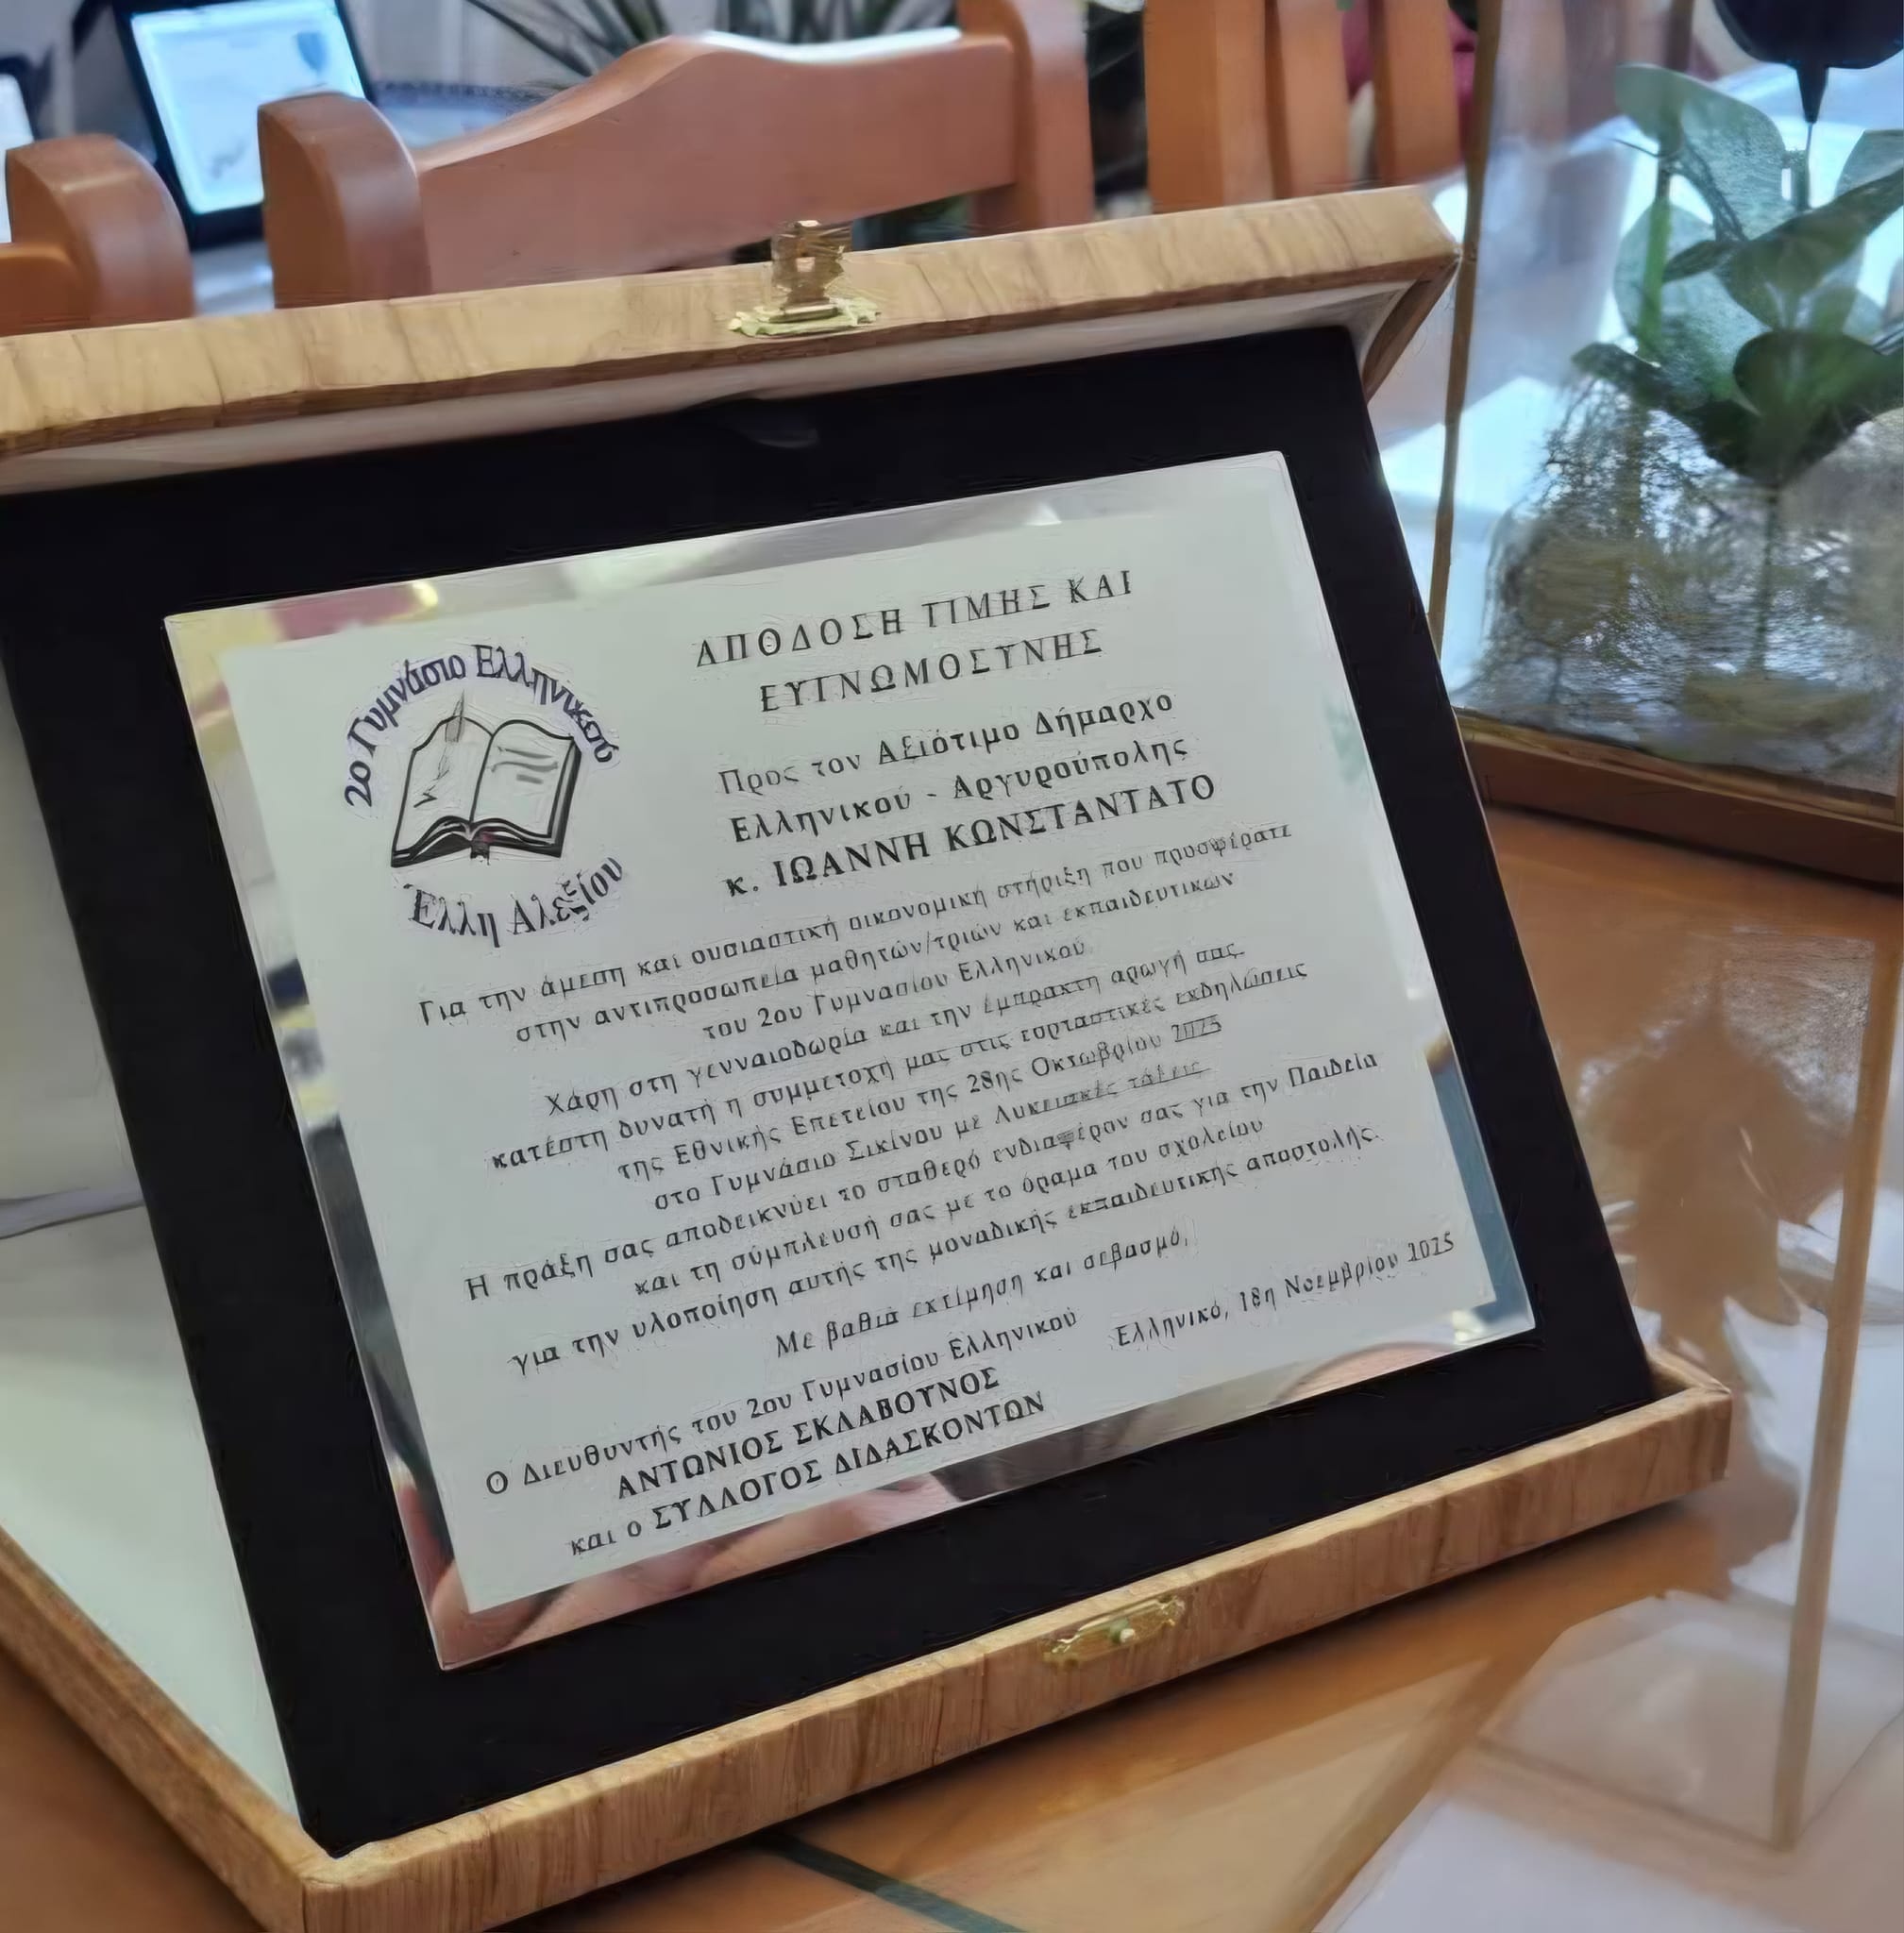 2ο Γυμνάσιο Ελληνικού
Έλλη Αλεξίου
ΑΠΟΔΟΣΗ ΤΙΜΗΣ ΚΑΙ
ΕΥΓΝΩΜΟΣΥΝΗΣ
Προς τον Αξιότιμο Δήμαρχο
Ελληνικού - Αργυρούπολης
κ. ΙΩΑΝΝΗ ΚΩΝΣΤΑΝΤΑΤΟ
Για την άμεση και ουσιαστική οικονομική στήριξη που προσφέρατε
στην αντιπροσωπεία μαθητών/τριών και εκπαιδευτικών
του 2ου Γυμνασίου Ελληνικού
Χάρη στη γενναιοδωρία και την έμπρακτη αρωγή σας
κατέστη δυνατή η συμμετοχή μας στις εορταστικές εκδηλώσεις
της Εθνικής Επετείου της 28ης Οκτωβρίου 2025
στο Γυμνάσιο Σικίνου με Λυκειακές τάξεις
Η πράξη σας αποδεικνύει το σταθερό ενδιαφέρον σας για την Παιδεία
και τη σύμπλευσή σας με το όραμα του σχολείου
για την υλοποίηση αυτής της μοναδικής εκπαιδευτικής αποστολής.
Με βαθιά εκτίμηση και σεβασμό,
Ελληνικό, 18η Νοεμβρίου 2025
Ο Διευθυντής του 2ου Γυμνασίου Ελληνικού
ΑΝΤΩΝΙΟΣ ΣΚΛΑΒΟΥΝΟΣ
και ο ΣΥΛΛΟΓΟΣ ΔΙΔΑΣΚΟΝΤΩΝ